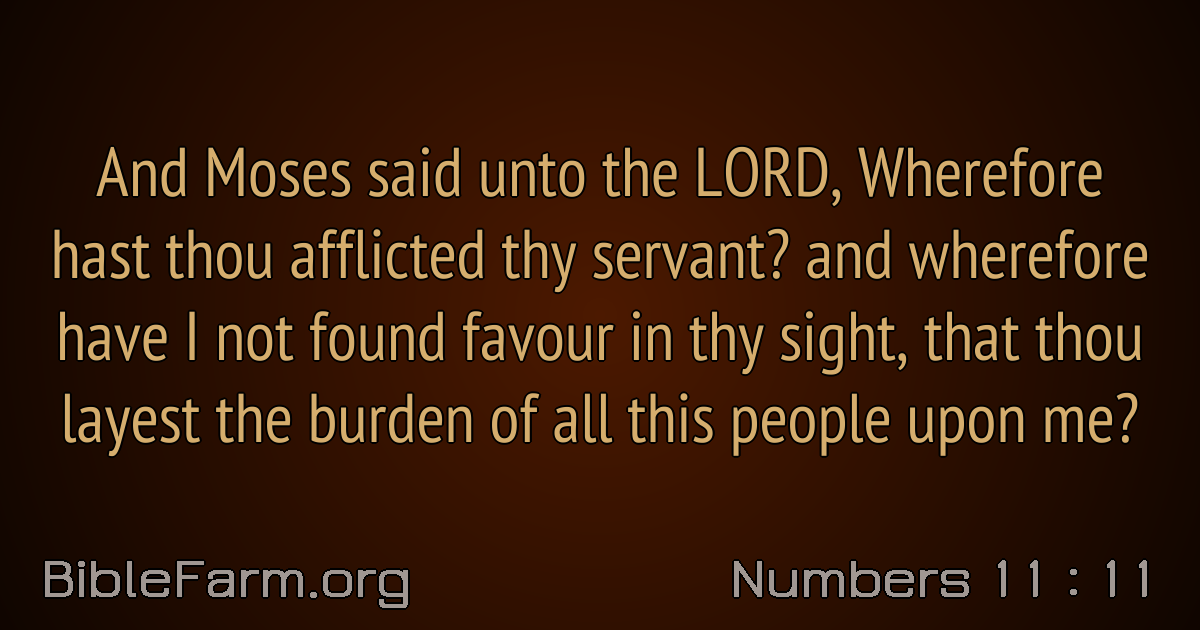 And Moses said unto the LORD, Wherefore
hast thou afflicted thy servant? and wherefore
have I not found favour in thy sight, that thou
layest the burden of all this people upon me?
BibleFarm.org
Numbers 11 : 11